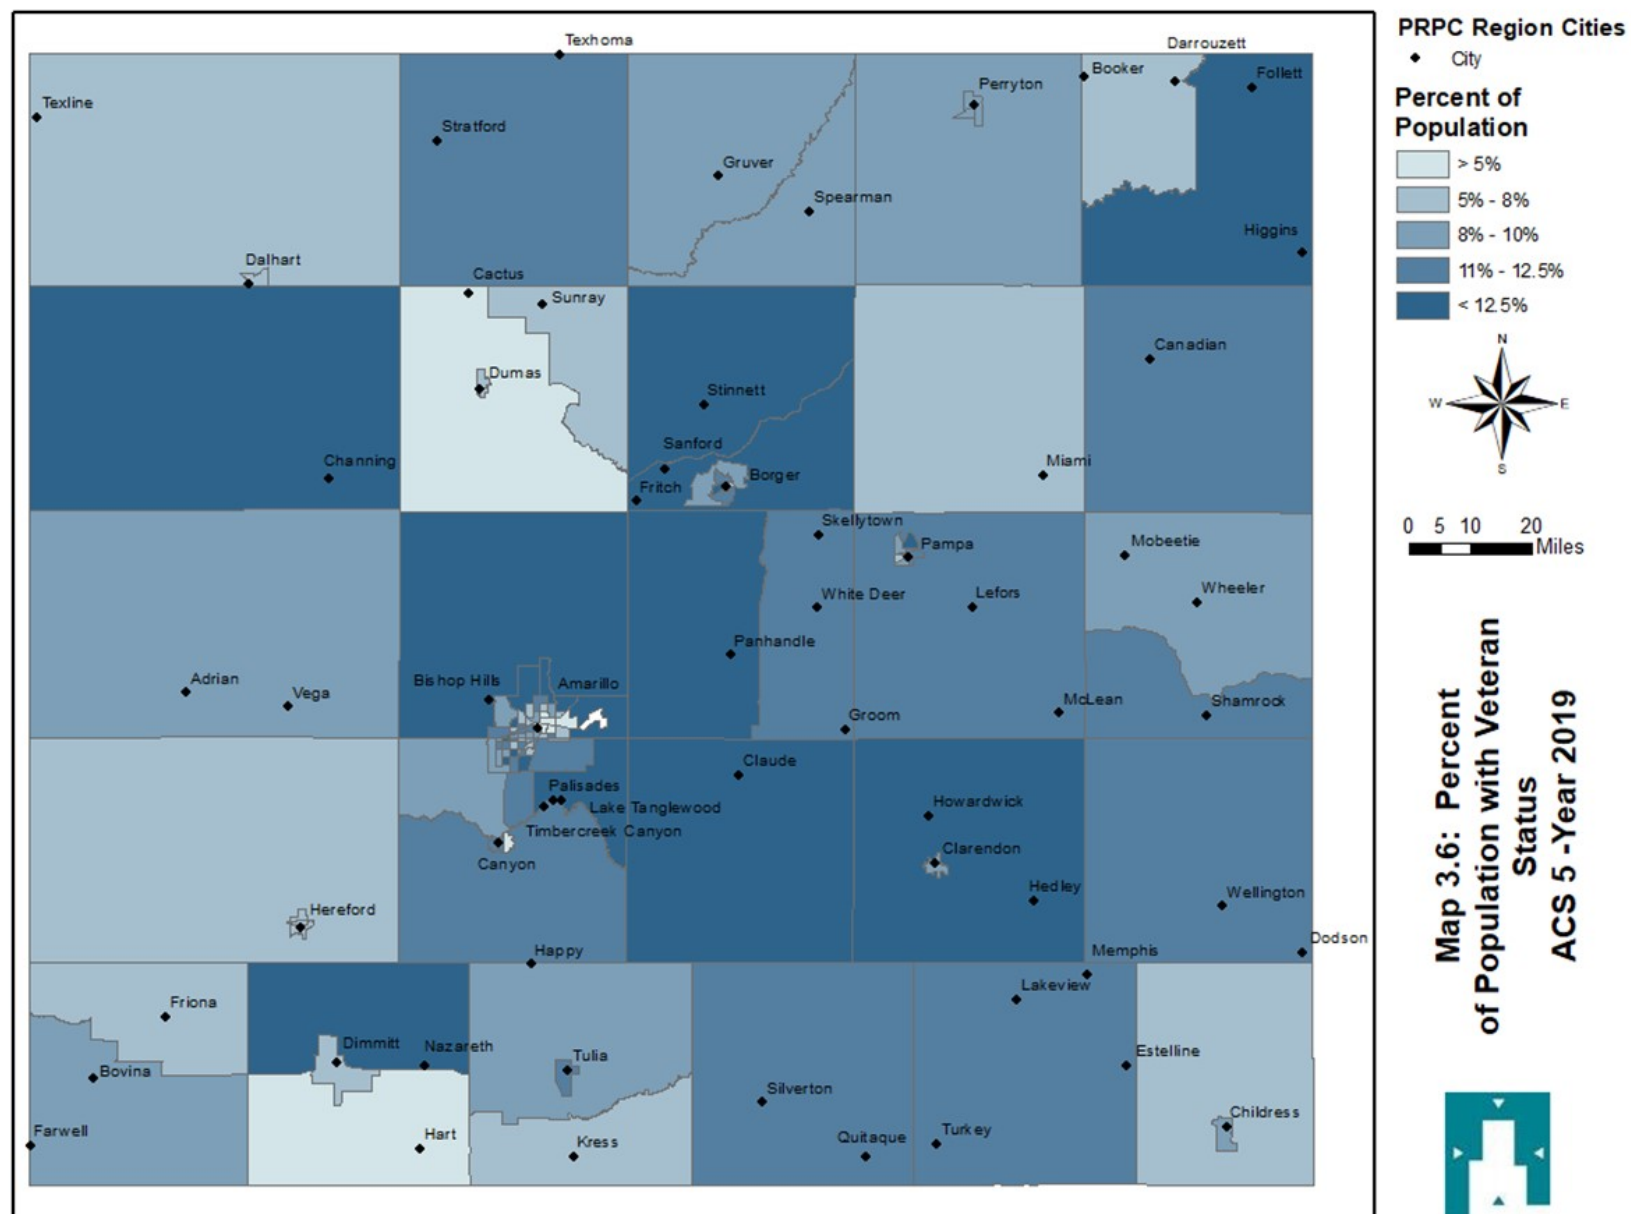 Texhoma
Darrouzett
Booker
Follett
Perryton
Texline
Stratford
Gruver
Spearman
Higgins
Dalhart
Cactus
Sunray
Canadian
Dumas
Stinnett
Sanford
Channing
Miami
Borger
Fritch
Skellytown
Pampa
Mobeetie
Wheeler
White Deer
Lefors
Panhandle
Adrian
Vega
Bishop Hills
Amarillo
McLean
Shamrock
Groom
Claude
Palisades
Lake Tanglewood
Howardwick
Timbercreek Canyon
Canyon
Clarendon
Hedley
Wellington
Hereford
Dodson
Happy
Memphis
Lakeview
Friona
Dimmitt
Nazareth
Tulia
Estelline
Bovina
Silverton
Childress
Farwell
Hart
Kress
Quitaque
Turkey
PRPC Region Cities
City
Percent of
Population
> 5%
5% - 8%
8% - 10%
11% - 12.5%
< 12.5%
N
W E
S
0 5 10 20
Miles
Map 3.6: Percent
of Population with Veteran
Status
ACS 5 -Year 2019